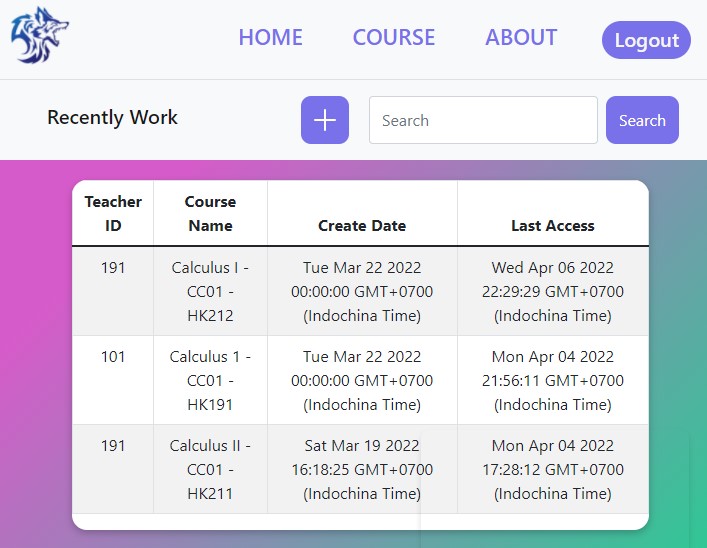 HOME COURSE ABOUT Logout
Recently Work + Search Search
Teacher Course
ID Name Create Date Last Access
191 Calculus I - Tue Mar 22 2022 Wed Apr 06 2022
CC01 - 00:00:00 GMT+0700 22:29:29 GMT+0700
HK212 (Indochina Time) (Indochina Time)
101 Calculus 1 - Tue Mar 22 2022 Mon Apr 04 2022
CC01 - 00:00:00 GMT+0700 21:56:11 GMT+0700
HK191 (Indochina Time) (Indochina Time)
191 Calculus II - Sat Mar 19 2022 Mon Apr 04 2022
CC01 - 16:18:25 GMT+0700 17:28:12 GMT+0700
HK211 (Indochina Time) (Indochina Time)